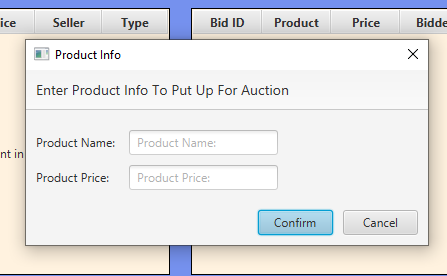 ice Seller Type Bid ID Product Price Bidde
Product Info
Enter Product Info To Put Up For Auction
nt in
Product Name: Product Name:
Product Price: Product Price:
Confirm Cancel